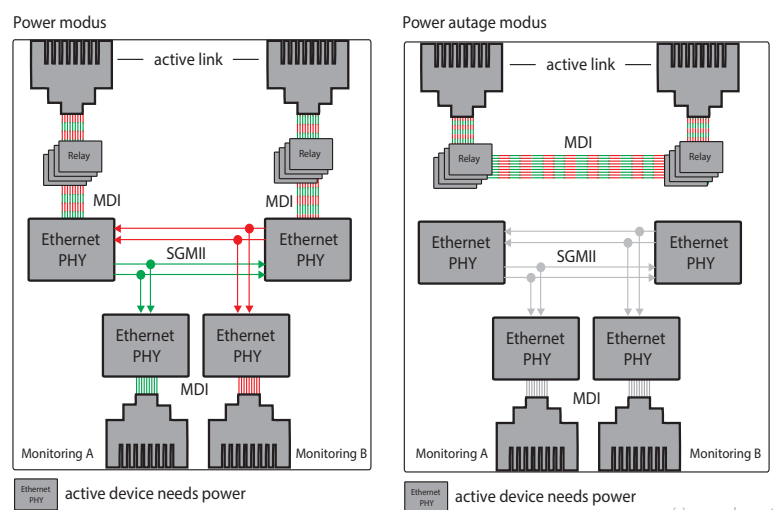 Power modus
active link
Relay
Relay
MDI
MDI
Ethernet
PHY
Ethernet
PHY
SGMII
Ethernet
PHY
Ethernet
PHY
MDI
Monitoring A
Monitoring B
Ethernet
PHY
active device needs power
Power autage modus
active link
MDI
Relay
Relay
Ethernet
PHY
Ethernet
PHY
SGMII
Ethernet
PHY
Ethernet
PHY
MDI
Monitoring A
Monitoring B
Ethernet
PHY
active device needs power